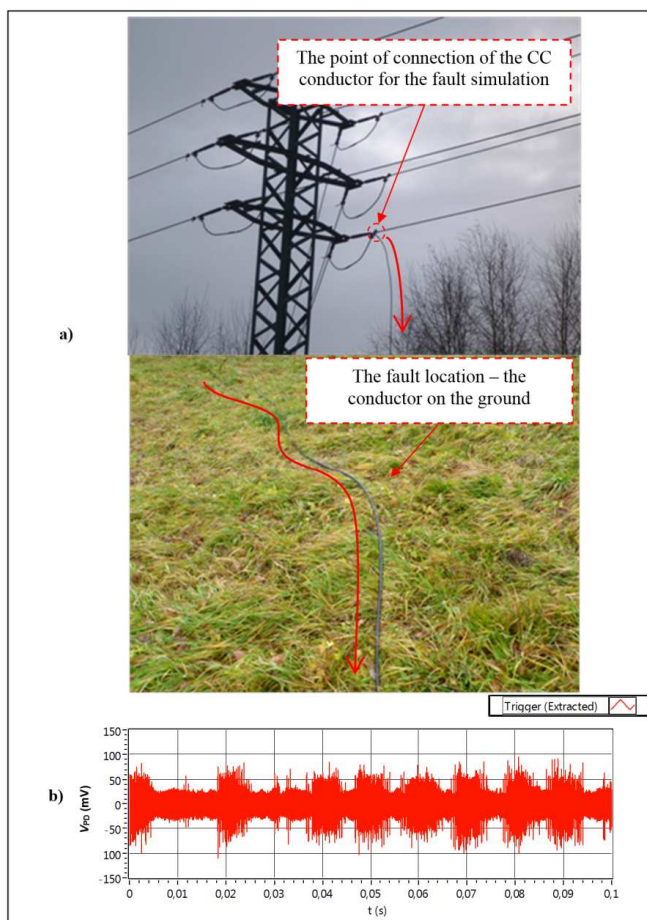 The point of connection of the CC
conductor for the fault simulation
a)
The fault location – the
conductor on the ground
Trigger (Extracted)
b)
V_PD (mV)
150
100
50
0
-50
100
-150
0
0,01
0,02
0,03
0,04
0,05
0,06
0,07
0,08
0,09
0,1
t (s)